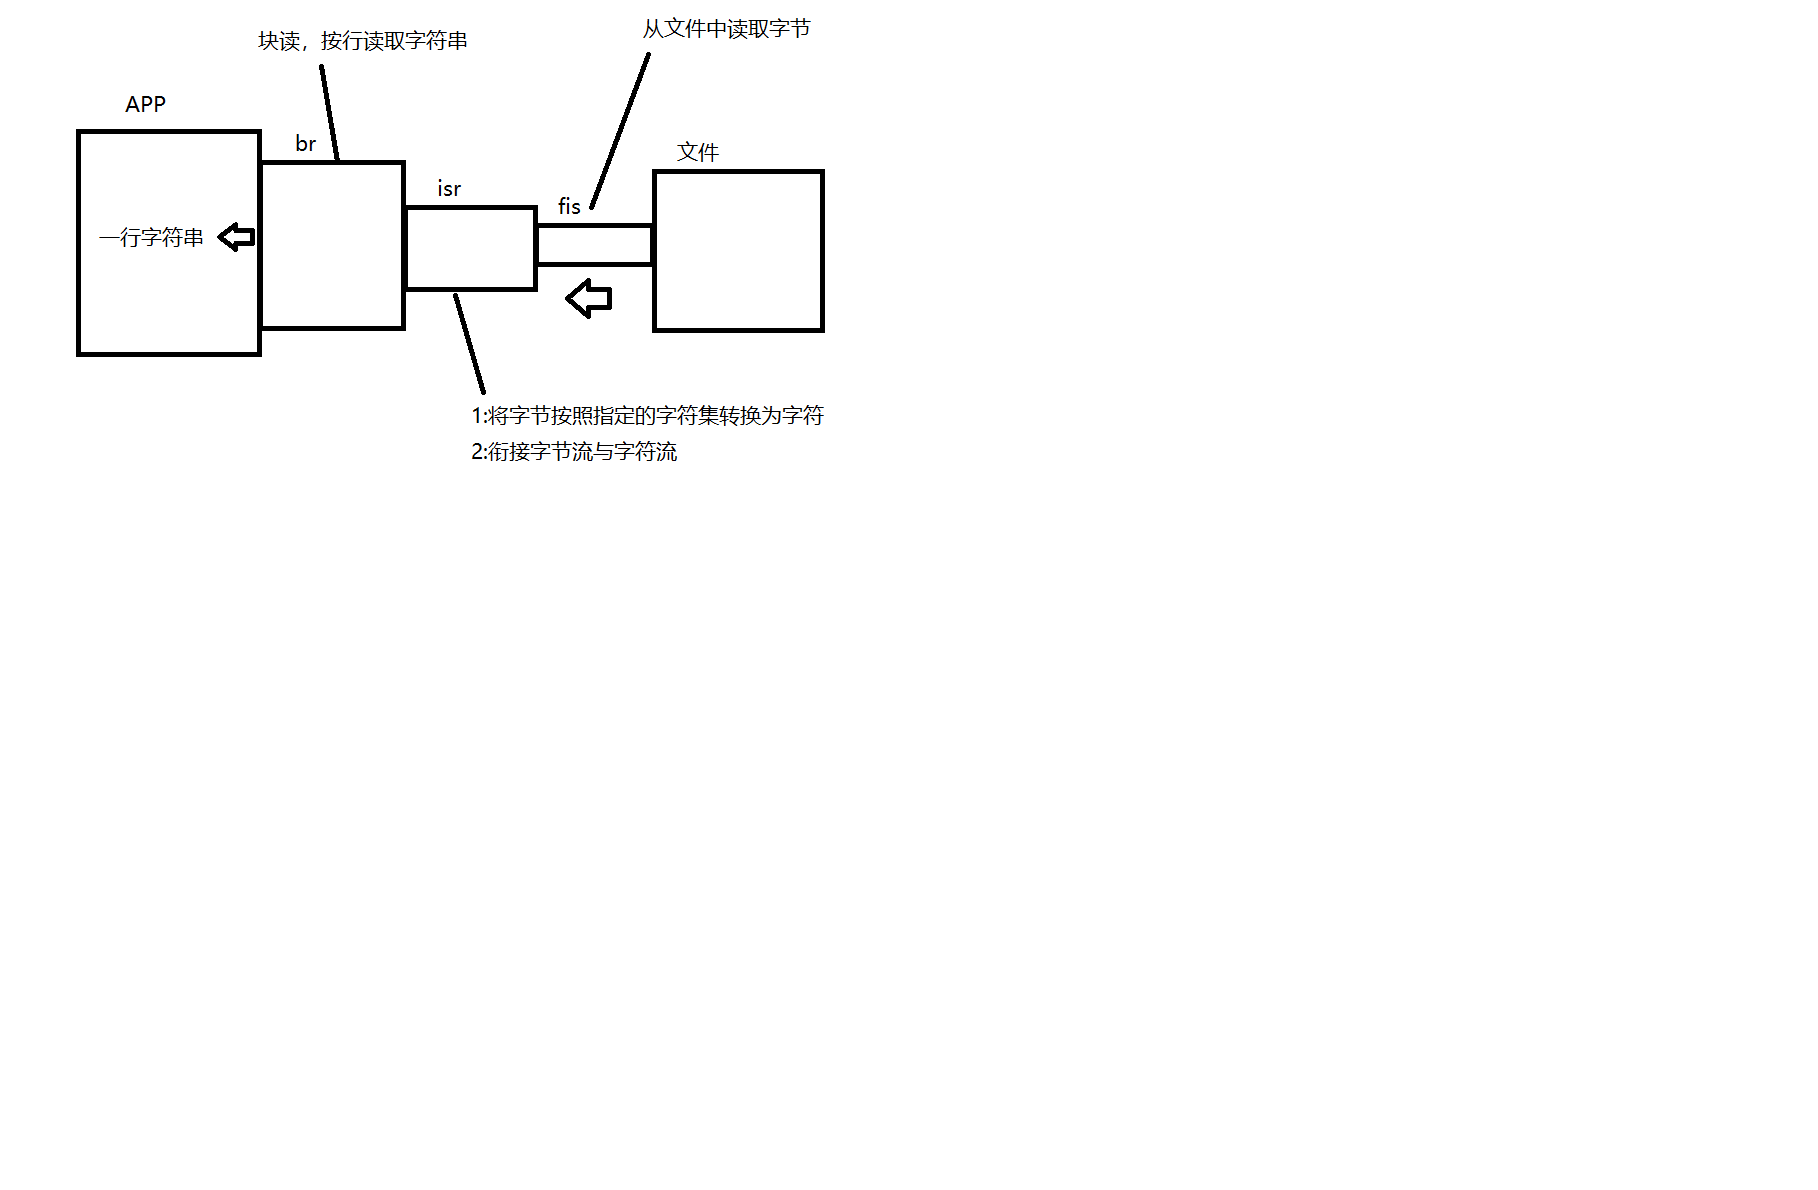 从文件中读取字节
块读，按行读取字符串
APP
br
文件
isr
fis
一行字符串
1:将字节按照指定的字符集转换为字符
2:衔接字节流与字符流